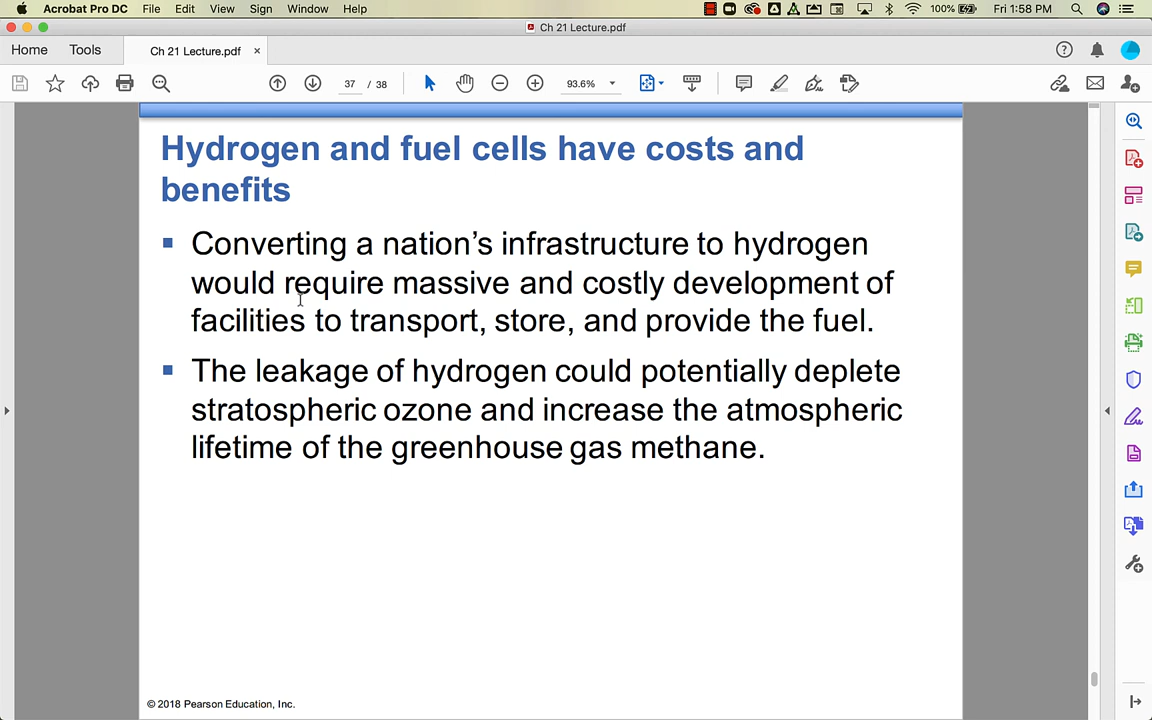 Acrobat Pro DC File Edit View Sign Window Help 100% Fri 1:58 PM
Ch 21 Lecture.pdf
Home Tools Ch 21 Lecture.pdf ×
37 / 38 93.6%
Hydrogen and fuel cells have costs and
benefits
Converting a nation’s infrastructure to hydrogen
would require massive and costly development of
facilities to transport, store, and provide the fuel.
The leakage of hydrogen could potentially deplete
stratospheric ozone and increase the atmospheric
lifetime of the greenhouse gas methane.
© 2018 Pearson Education, Inc.